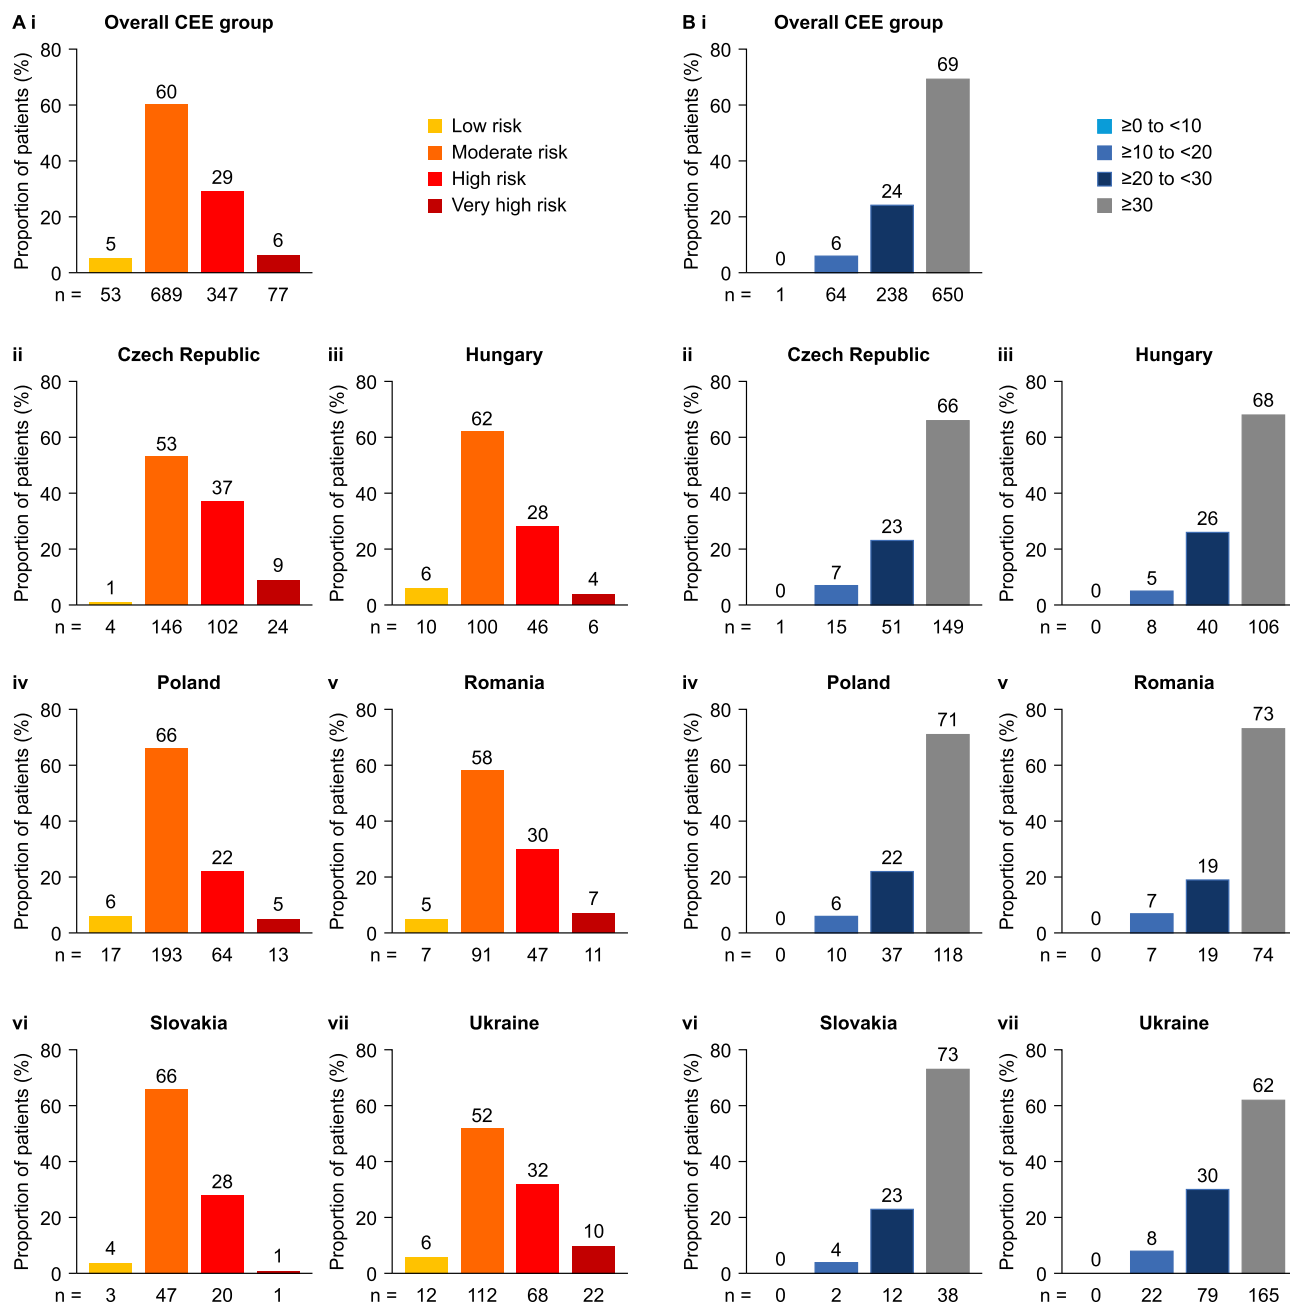 A i Overall CEE group
Proportion of patients (%)
80
60
40
20
0
60
29
5
6
n = 53 689 347 77
Low risk
Moderate risk
High risk
Very high risk
B i Overall CEE group
Proportion of patients (%)
80
60
40
20
0
0
6
24
69
n = 1 64 238 650
≥0 to <10
≥10 to <20
≥20 to <30
≥30
ii Czech Republic
Proportion of patients (%)
80
60
40
20
0
1
53
37
9
n = 4 146 102 24
iii Hungary
Proportion of patients (%)
80
60
40
20
0
6
62
28
4
n = 10 100 46 6
ii Czech Republic
Proportion of patients (%)
80
60
40
20
0
0
7
23
66
n = 1 15 51 149
iii Hungary
Proportion of patients (%)
80
60
40
20
0
0
5
26
68
n = 0 8 40 106
iv Poland
Proportion of patients (%)
80
60
40
20
0
6
66
22
5
n = 17 193 64 13
v Romania
Proportion of patients (%)
80
60
40
20
0
5
58
30
7
n = 7 91 47 11
iv Poland
Proportion of patients (%)
80
60
40
20
0
0
6
22
71
n = 0 10 37 118
v Romania
Proportion of patients (%)
80
60
40
20
0
0
7
19
73
n = 0 7 19 74
vi Slovakia
Proportion of patients (%)
80
60
40
20
0
4
66
28
1
n = 3 47 20 1
vii Ukraine
Proportion of patients (%)
80
60
40
20
0
6
52
32
10
n = 12 112 68 22
vi Slovakia
Proportion of patients (%)
80
60
40
20
0
0
4
23
73
n = 0 2 12 38
vii Ukraine
Proportion of patients (%)
80
60
40
20
0
0
8
30
62
n = 0 22 79 165